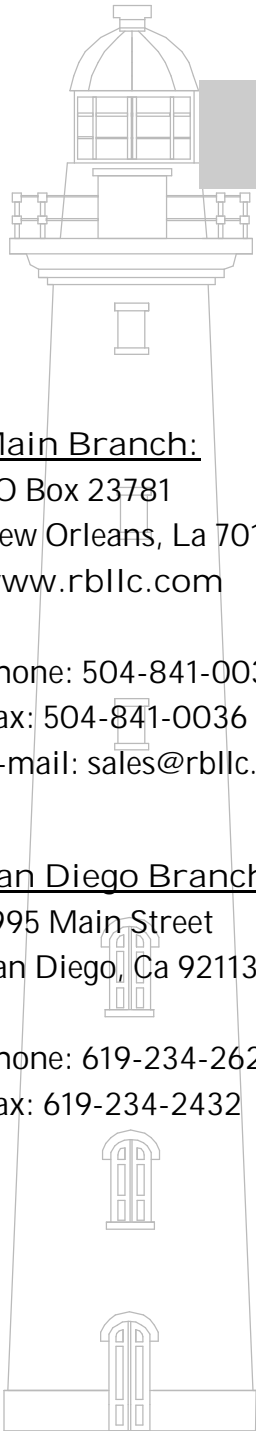 ain Branch:
O Box 23781
ew Orleans, La 701
ww.rbllc.com
hone: 504-841-003
ax: 504-841-0036
-mail: sales@rbllc.
an Diego Branch
995 Main Street
an Diego, Ca 92113
hone: 619-234-262
ax: 619-234-2432